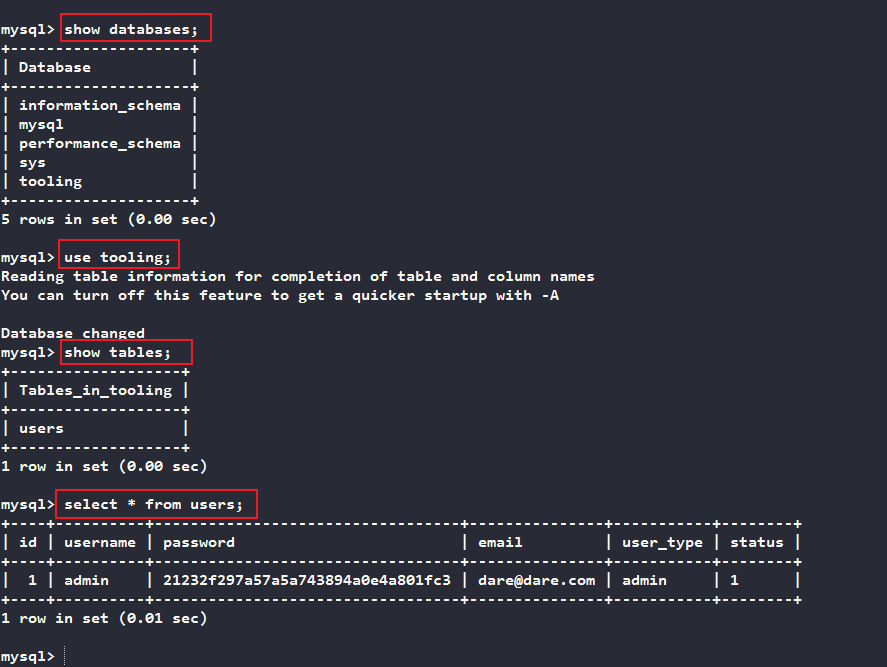 mysql> show databases;
+--------------------+
| Database           |
+--------------------+
| information_schema |
| mysql              |
| performance_schema |
| sys                |
| tooling            |
+--------------------+
5 rows in set (0.00 sec)
mysql> use tooling;
Reading table information for completion of table and column names
You can turn off this feature to get a quicker startup with -A
Database changed
mysql> show tables;
+-------------------+
| Tables_in_tooling |
+-------------------+
| users             |
+-------------------+
1 row in set (0.00 sec)
mysql> select * from users;
+----+----------+----------------------------------+---------------+-----------+--------+
| id | username | password                         | email         | user_type | status |
+----+----------+----------------------------------+---------------+-----------+--------+
|  1 | admin    | 21232f297a57a5a743894a0e4a801fc3 | dare@dare.com | admin     | 1      |
+----+----------+----------------------------------+---------------+-----------+--------+
1 row in set (0.01 sec)
mysql>